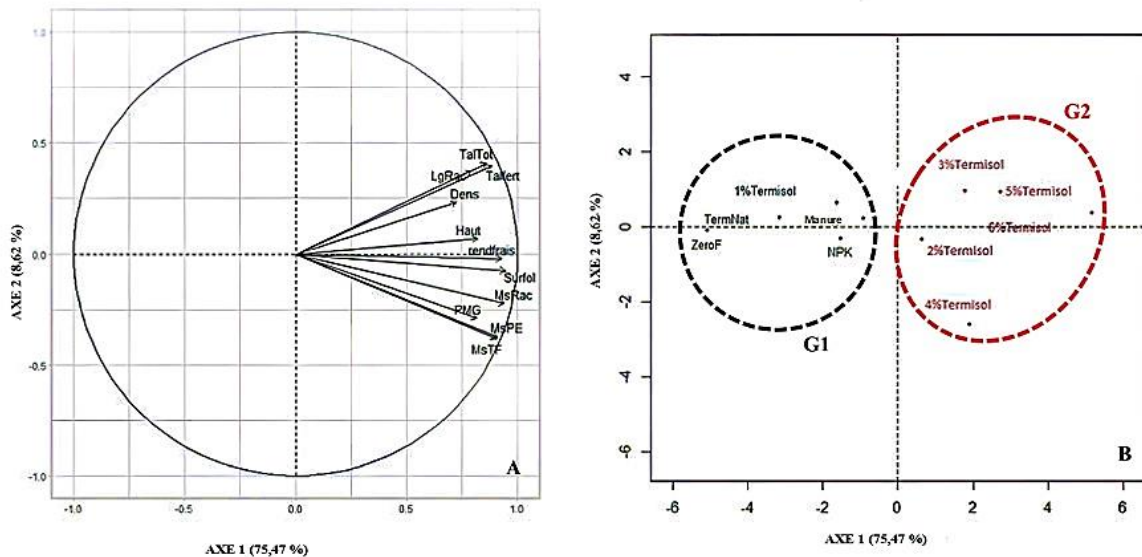 1.0
0.5
0.0
-0.5
-1.0
-1.0
-0.5
0.0
0.5
1.0
AXE 2 (8,62 %)
AXE 1 (75,47 %)
TalTot
LgRac
Talfert
Dens
Haut
rendfrais
Surfol
MsRac
PMG
MsPE
MsTF
A
4
2
0
-2
-4
-6
-6
-4
-2
0
2
4
6
AXE 2 (8,62 %)
AXE 1 (75,47 %)
G2
3%Termisol
1%Termisol
5%Termisol
TermNat
Manure
6%Termisol
ZeroF
NPK
2%Termisol
4%Termisol
G1
B